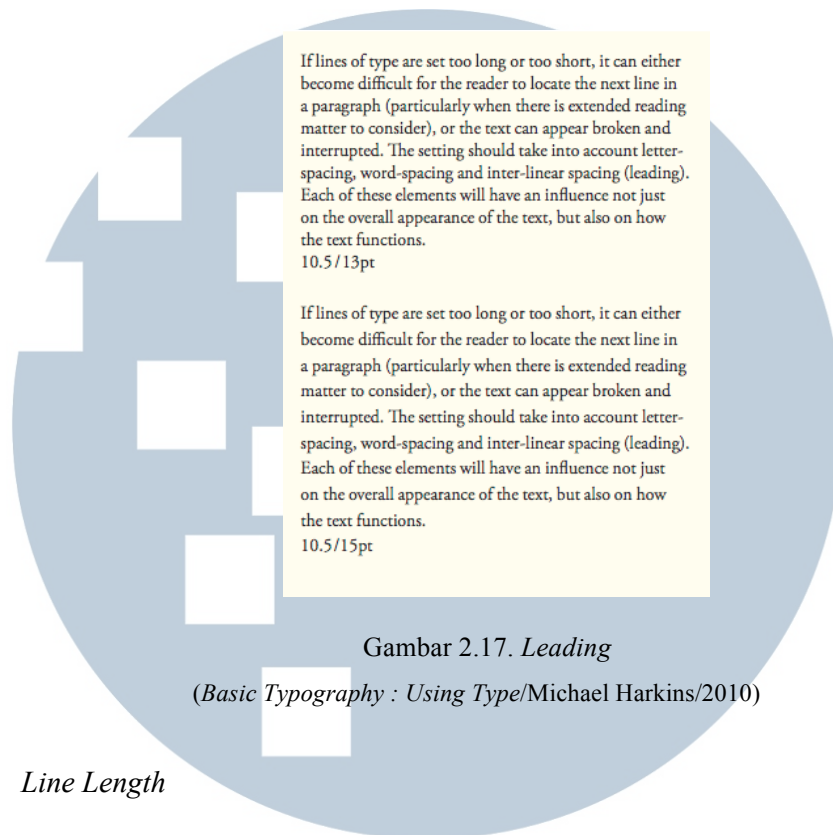 If lines of type are set too long or too short, it can either
become difficult for the reader to locate the next line in
a paragraph (particularly when there is extended reading
matter to consider), or the text can appear broken and
interrupted. The setting should take into account letter-
spacing, word-spacing and inter-linear spacing (leading).
Each of these elements will have an influence not just
on the overall appearance of the text, but also on how
the text functions.
10.5/13pt
If lines of type are set too long or too short, it can either
become difficult for the reader to locate the next line in
a paragraph (particularly when there is extended reading
matter to consider), or the text can appear broken and
interrupted. The setting should take into account letter-
spacing, word-spacing and inter-linear spacing (leading).
Each of these elements will have an influence not just
on the overall appearance of the text, but also on how
the text functions.
10.5/15pt
Gambar 2.17. Leading
(Basic Typography : Using Type/Michael Harkins/2010)
Line Length